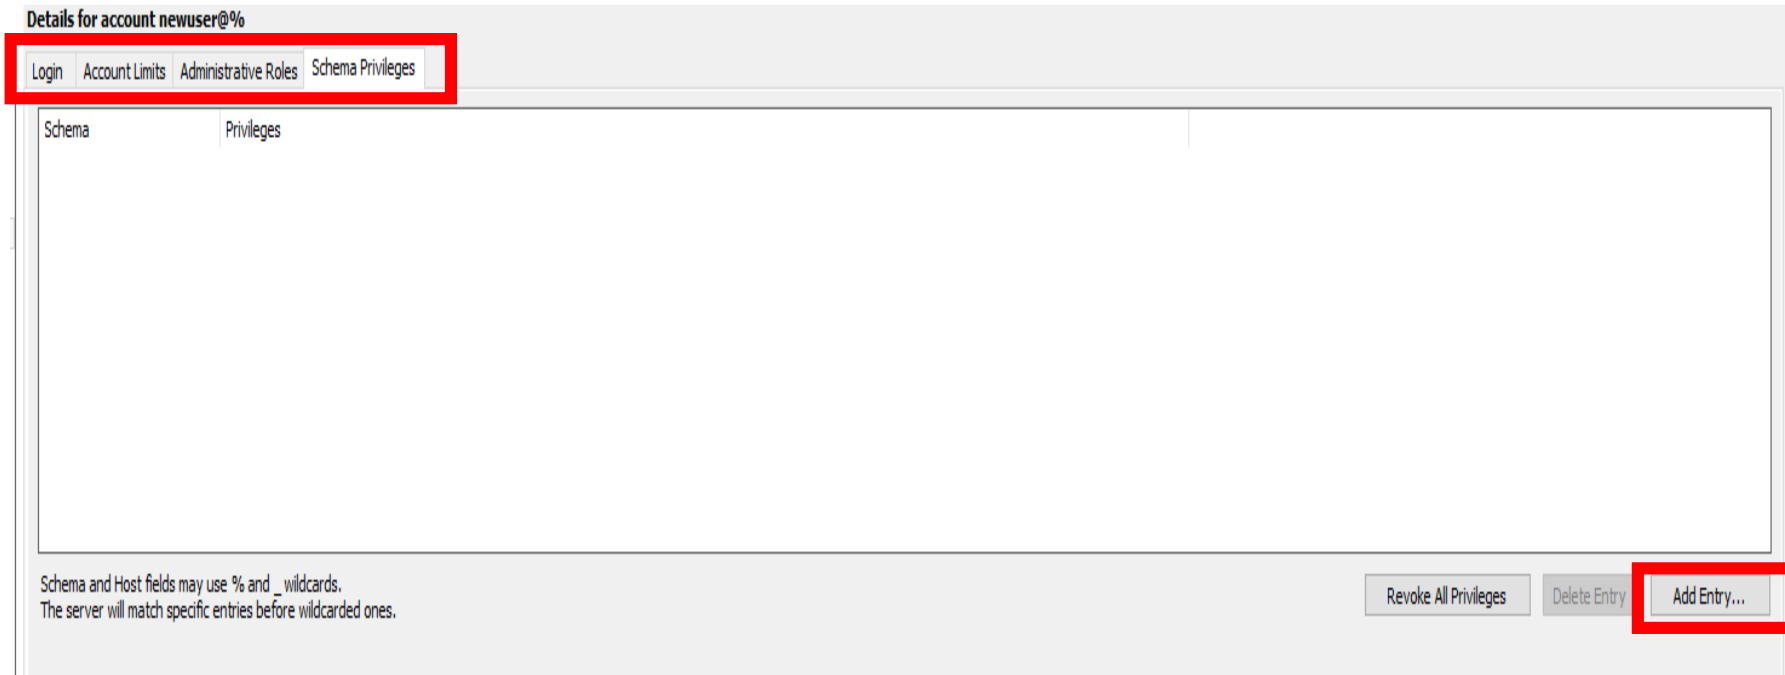 Details for account newuser@%
Login Account Limits Administrative Roles Schema Privileges
Schema Privileges
Schema and Host fields may use % and _ wildcards.
The server will match specific entries before wildcarded ones.
Revoke All Privileges Delete Entry Add Entry...